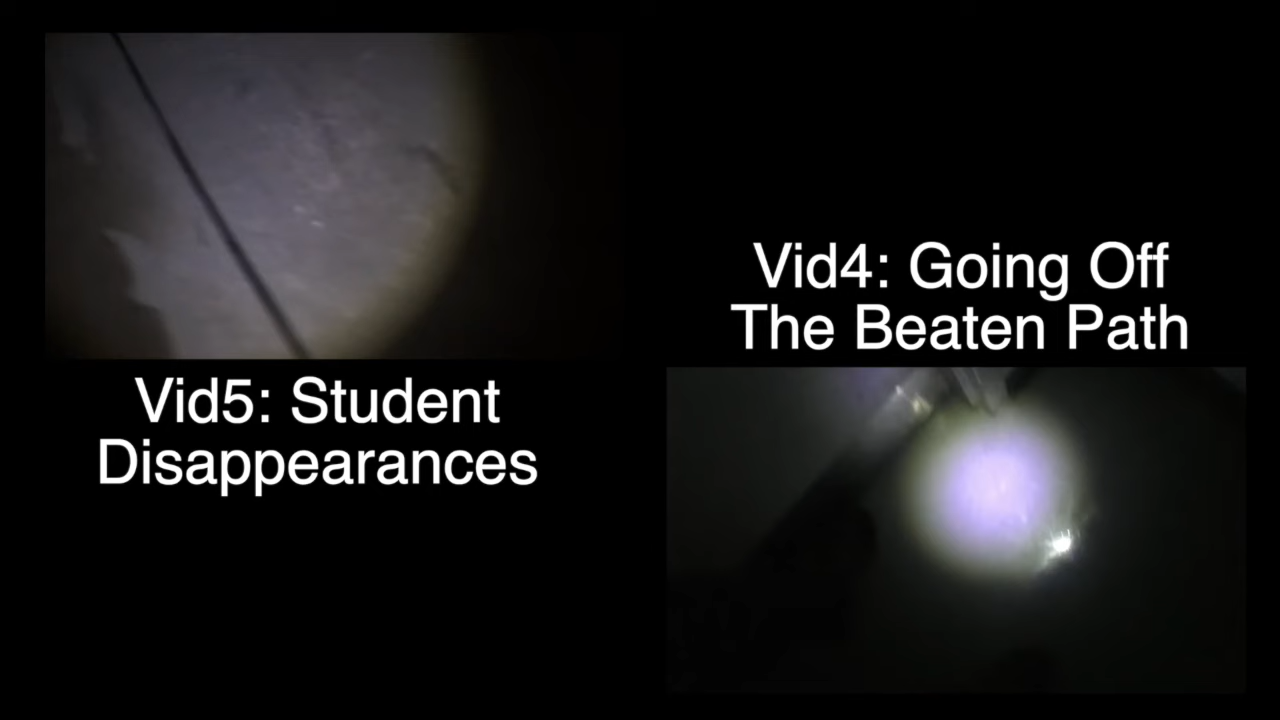 Vid5: Student
Disappearances
Vid4: Going Off
The Beaten Path